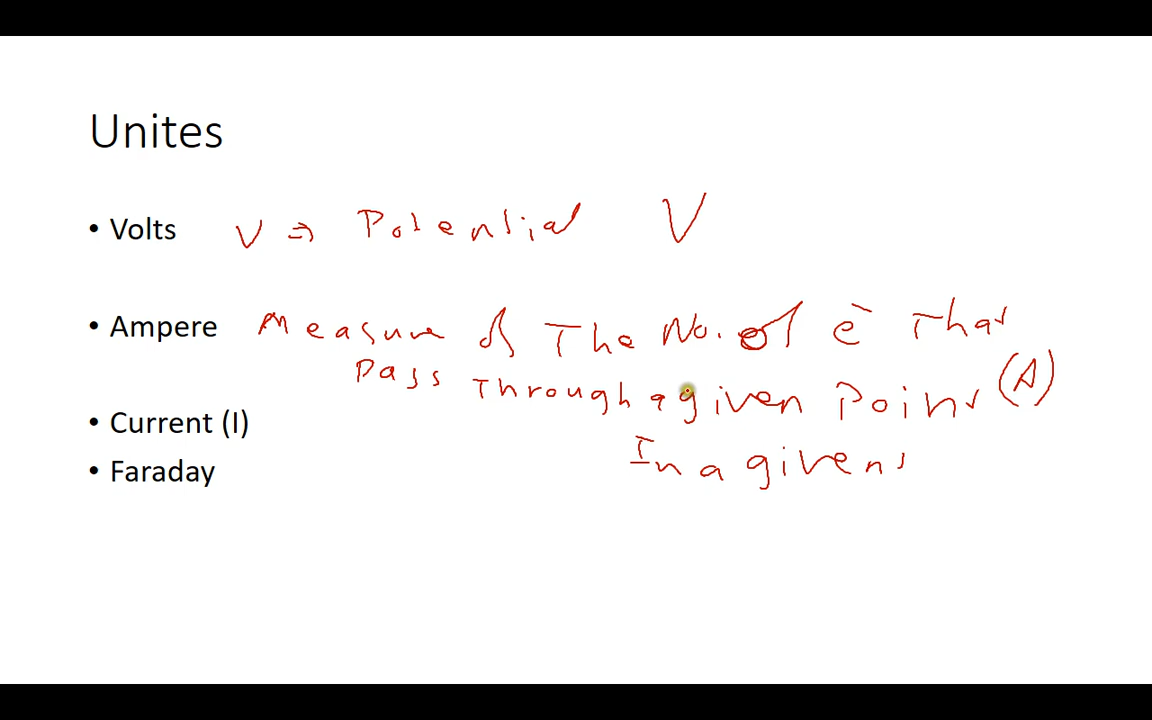 Unites
• Volts V ⇒ Potential V
• Ampere Measure of The No. of e⁻ That
Pass Through a given Point (A)
• Current (I)
In a given
• Faraday